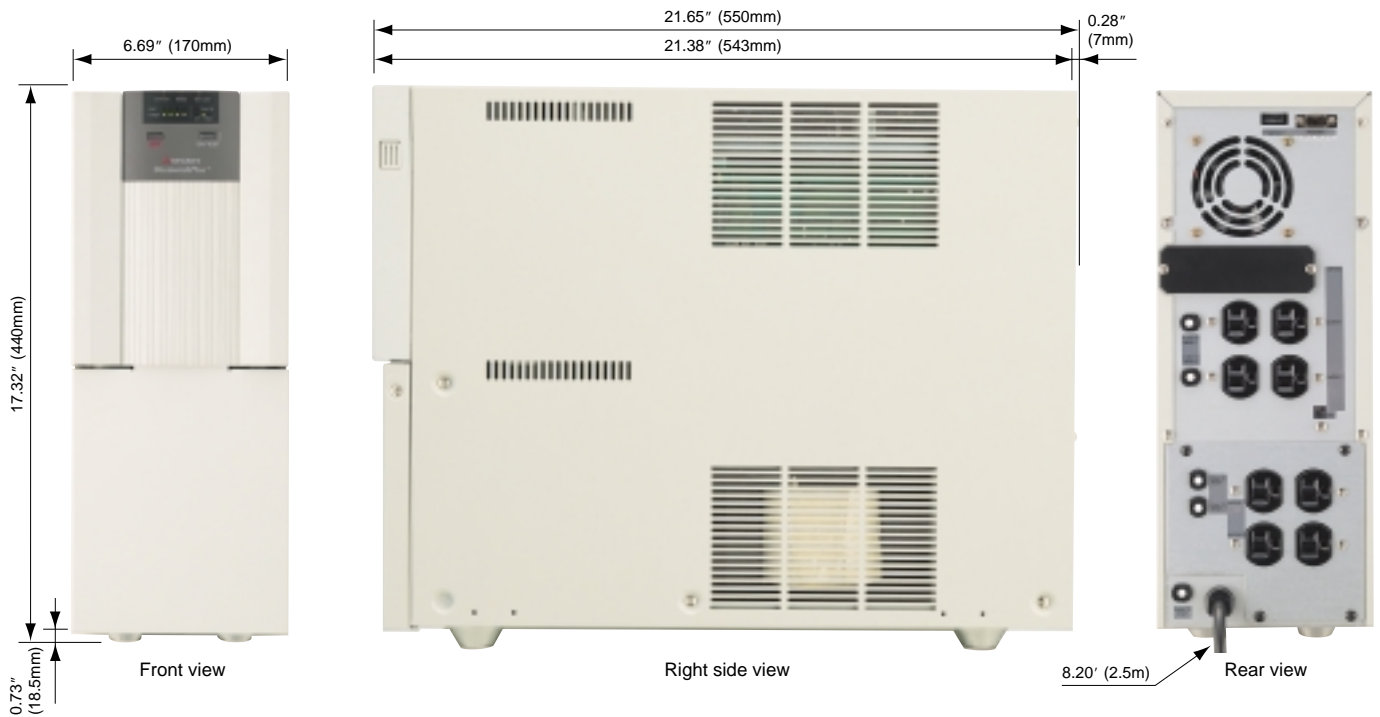 21.65″ (550mm)
0.28″
(7mm)
6.69″ (170mm)
21.38″ (543mm)
17.32″ (440mm)
0.73″
(18.5mm)
Front view
Right side view
8.20′ (2.5m)
Rear view